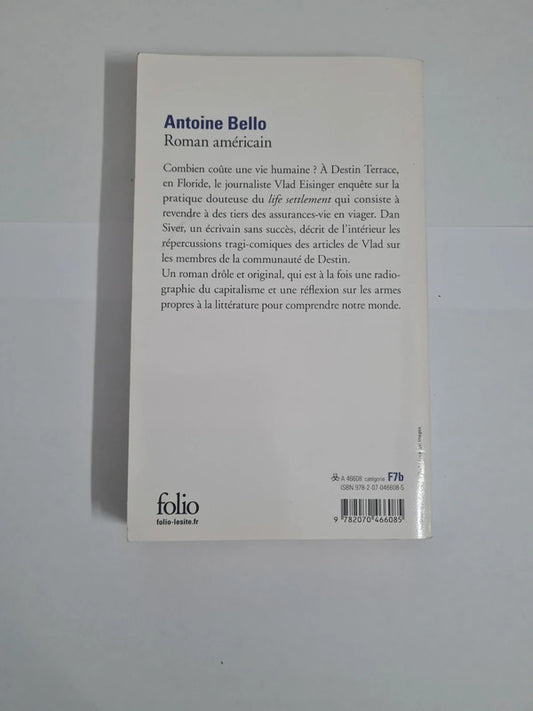 Antoine Bello
Roman américain
Combien coûte une vie humaine ? À Destin Terrace,
en Floride, le journaliste Vlad Eisinger enquête sur la
pratique douteuse du life settlement qui consiste à
revendre à des tiers des assurances-vie en viager. Dan
Siver, un écrivain sans succès, décrit de l'intérieur les
répercussions tragi-comiques des articles de Vlad sur
les membres de la communauté de Destin.
Un roman drôle et original, qui est à la fois une radio-
graphie du capitalisme et une réflexion sur les armes
propres à la littérature pour comprendre notre monde.
folio
folio-lesite.fr
A 46608 catégorie F7b
ISBN 978-2-07-046608-5
9 782070 466085